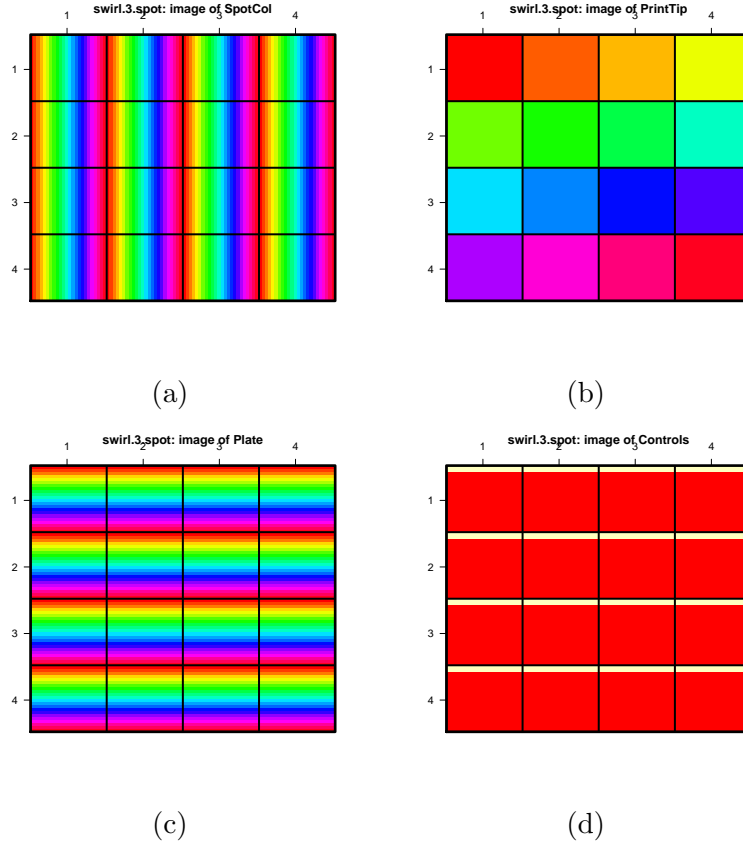 swirl.3.spot: image of SpotCol
1 2 3 4
1
2
3
4
(a)
swirl.3.spot: image of PrintTip
1 2 3 4
1
2
3
4
(b)
swirl.3.spot: image of Plate
1 2 3 4
1
2
3
4
(c)
swirl.3.spot: image of Controls
1 2 3 4
1
2
3
4
(d)